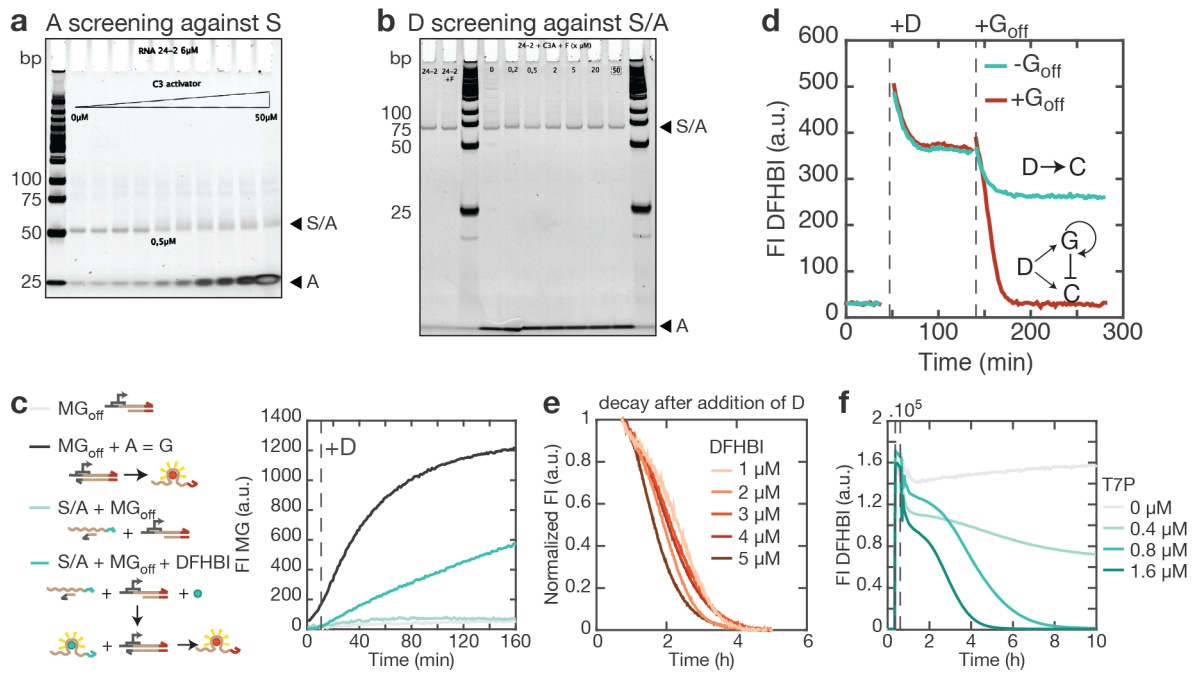 a A screening against S
bp
RNA 24-2 6µM
C3 activator
0µM
50µM
100
75
50
25
0,5µM
S/A
A
b D screening against S/A
bp
24-2 + C3A + F (x µM)
24-2
24-2
+F
0
0,2
0,5
2
5
20
50
100
75
50
25
S/A
A
d
+D
+Goff
600
500
400
300
200
100
0
FI DFHBI (a.u.)
-Goff
+Goff
D→C
G
D
C
0
100
200
300
Time (min)
c
MGoff
MGoff + A = G
S/A + MGoff
+
S/A + MGoff + DFHBI
+ +
+
1400
1200
1000
800
600
400
200
0
FI MG (a.u.)
+D
0
40
80
120
160
Time (min)
e decay after addition of D
1
0.8
0.6
0.4
0.2
0
Normalized FI (a.u.)
DFHBI
1 µM
2 µM
3 µM
4 µM
5 µM
0
2
4
6
Time (h)
f
2 .10⁵
1.6
1.2
0.8
0.4
0
FI DFHBI (a.u.)
0
2
4
6
8
10
Time (h)
T7P
0 µM
0.4 µM
0.8 µM
1.6 µM